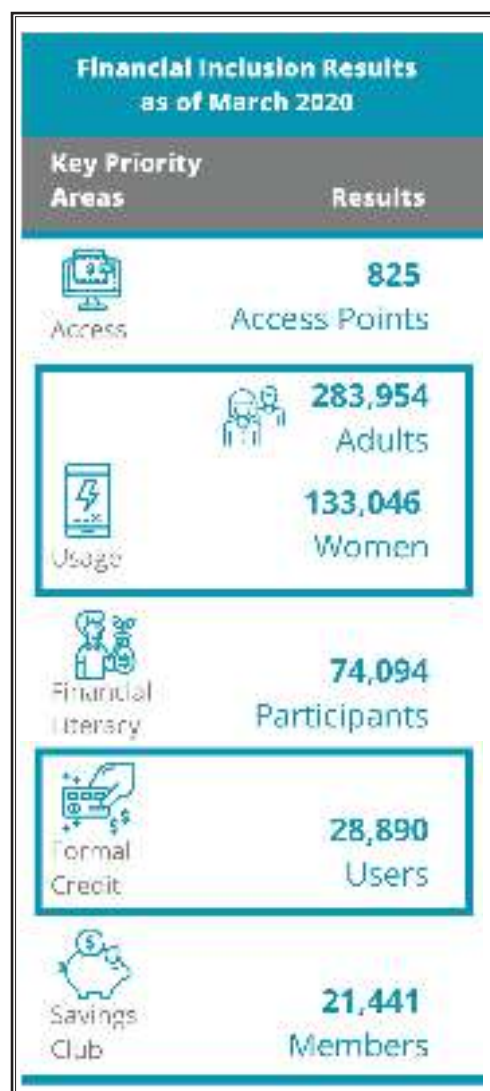 Financial Inclusion Results
as of March 2020
Key Priority
Areas
Results
825
Access Points
Access
283,954
Adults
133,046
Women
Usage
74,094
Participants
Financial
Literacy
28,890
Users
Formal
Credit
21,441
Members
Savings
Club